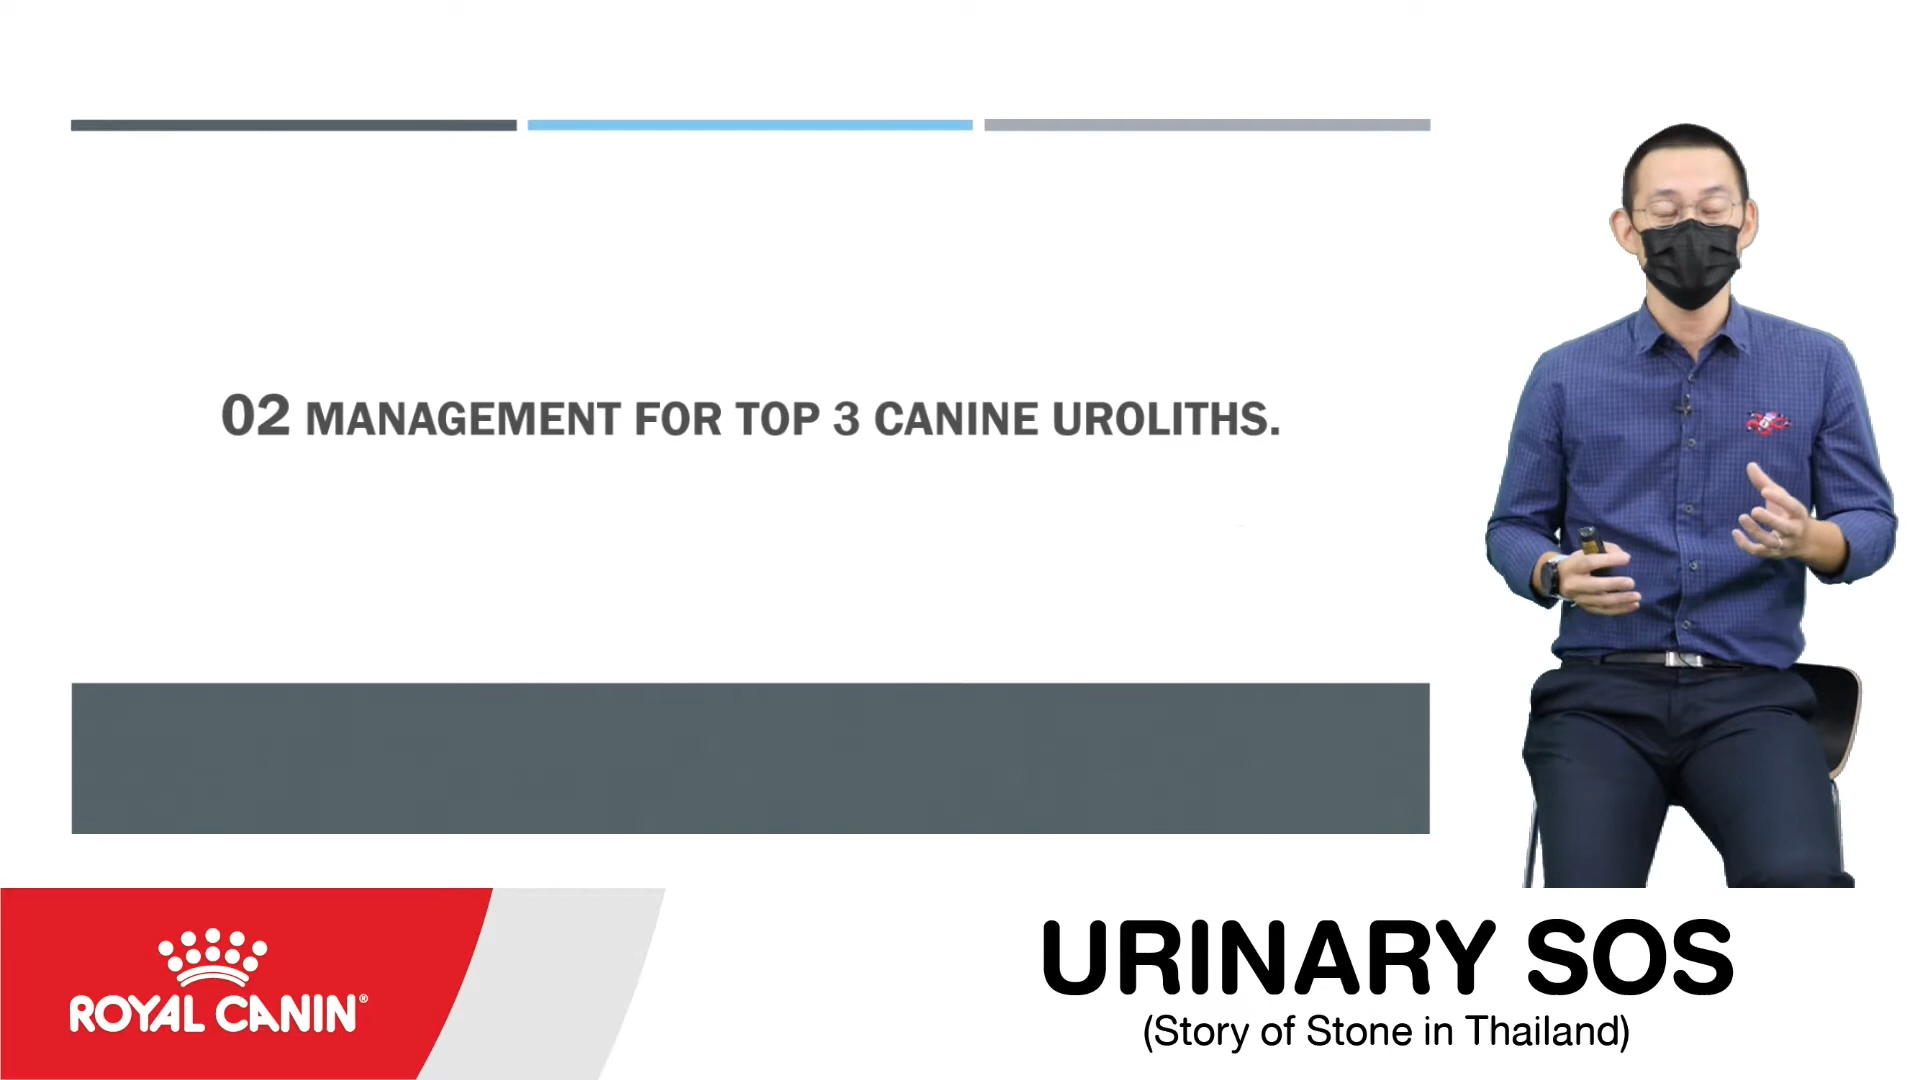 02 MANAGEMENT FOR TOP 3 CANINE UROLITHS.
ROYAL CANIN®
URINARY SOS
(Story of Stone in Thailand)